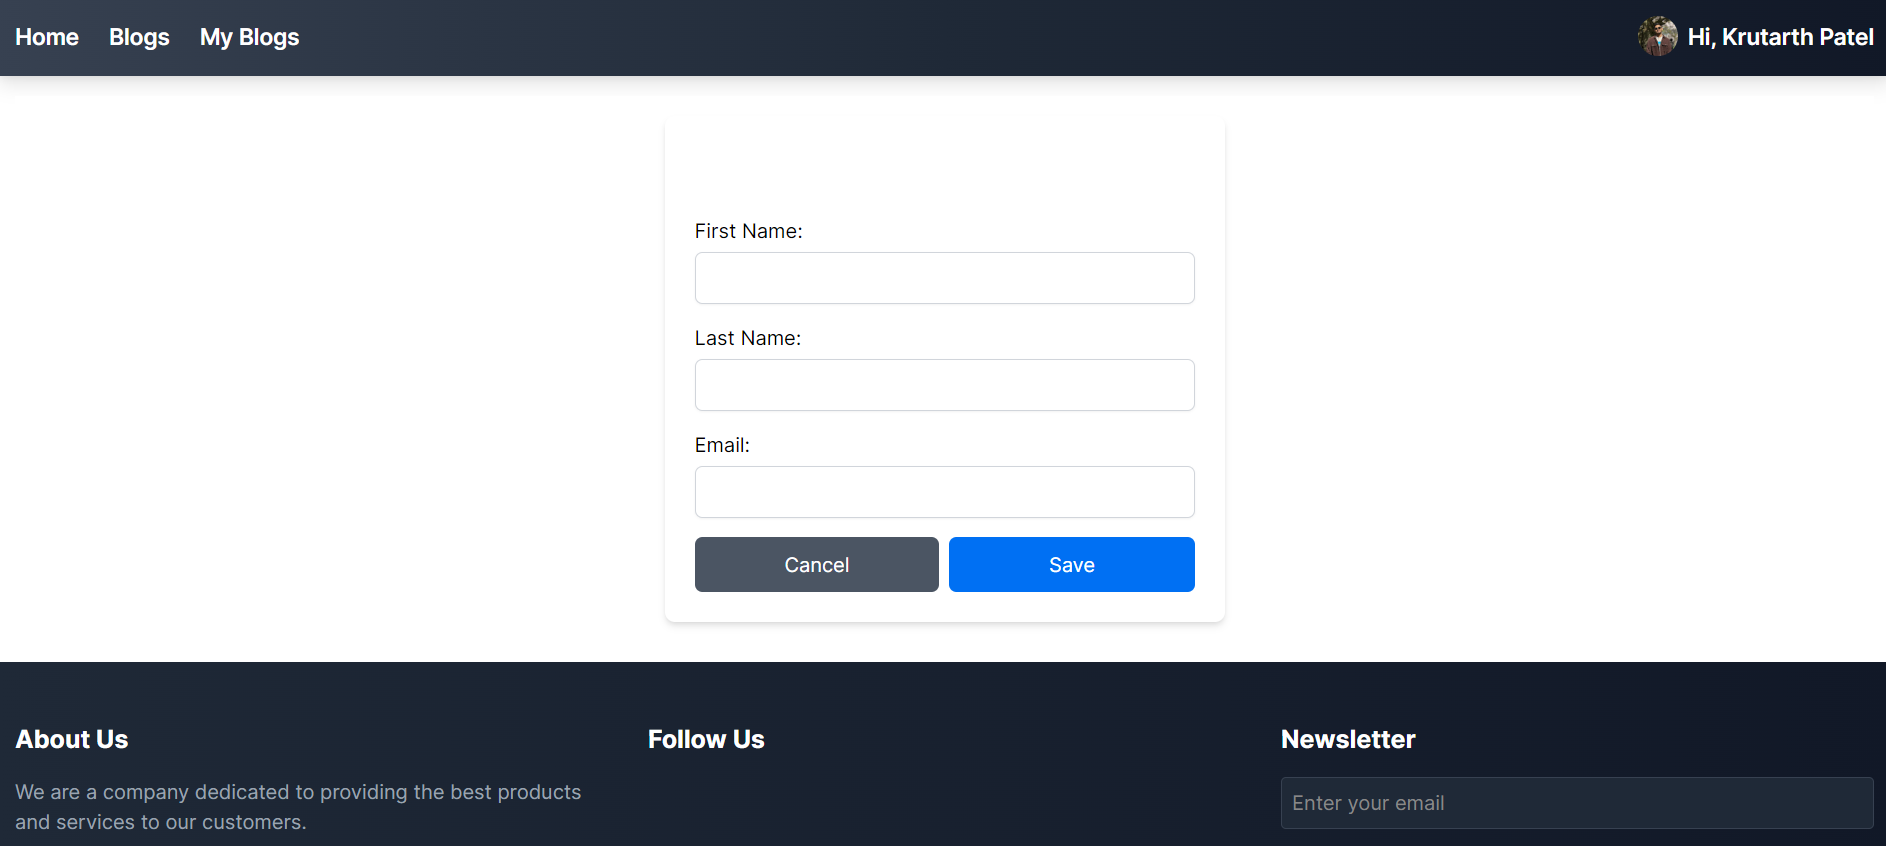 Home
Blogs
My Blogs
Hi, Krutarth Patel
First Name:
Last Name:
Email:
Cancel
Save
About Us
We are a company dedicated to providing the best products
and services to our customers.
Follow Us
Newsletter
Enter your email